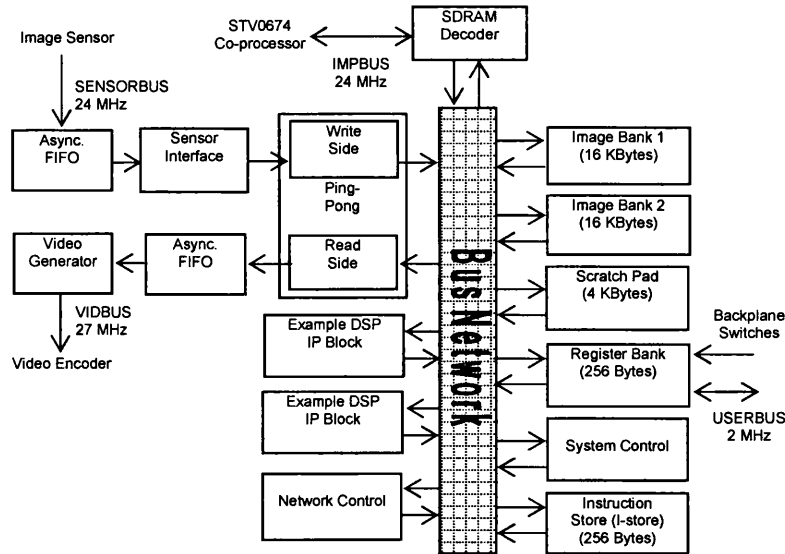 Image Sensor
SENSORBUS
24 MHz
STV0674
Co-processor
IMPBUS
24 MHz
SDRAM
Decoder
Async.
FIFO
Sensor
Interface
Write
Side
Ping-
Pong
Read
Side
Video
Generator
Async.
FIFO
VIDBUS
27 MHz
Video Encoder
Example DSP
IP Block
Example DSP
IP Block
Network Control
Bus Network
Image Bank 1
(16 KBytes)
Image Bank 2
(16 KBytes)
Scratch Pad
(4 KBytes)
Register Bank
(256 Bytes)
Backplane
Switches
USERBUS
2 MHz
System Control
Instruction
Store (I-store)
(256 Bytes)